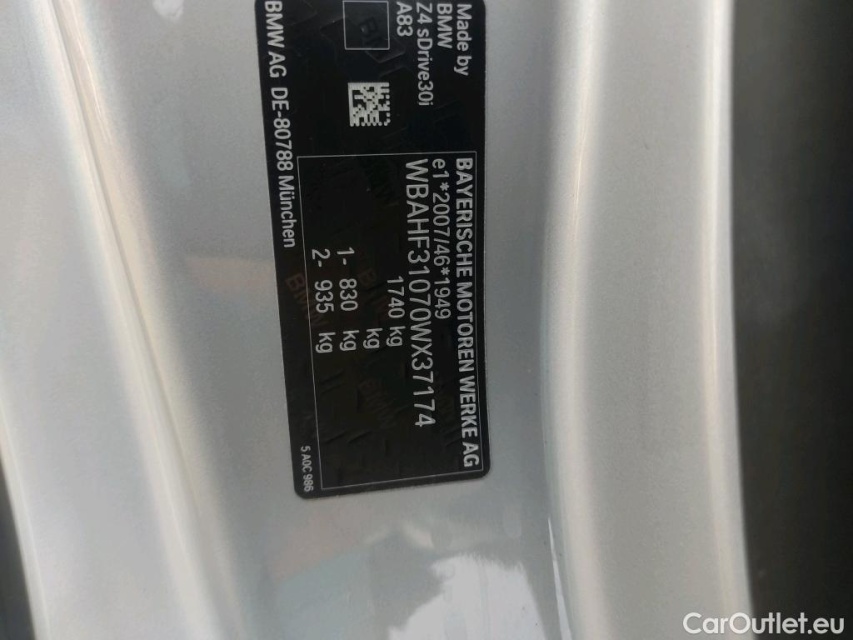 Made by
BMW
Z4 sDrive30i
A83
BMW AG DE-80788 München
BAYERISCHE MOTOREN WERKE AG
e1*2007/46*1949
WBAHF31070WX37174
1740 kg
1- 830 kg
2- 935 kg
5 A0C 986
CarOutlet.eu